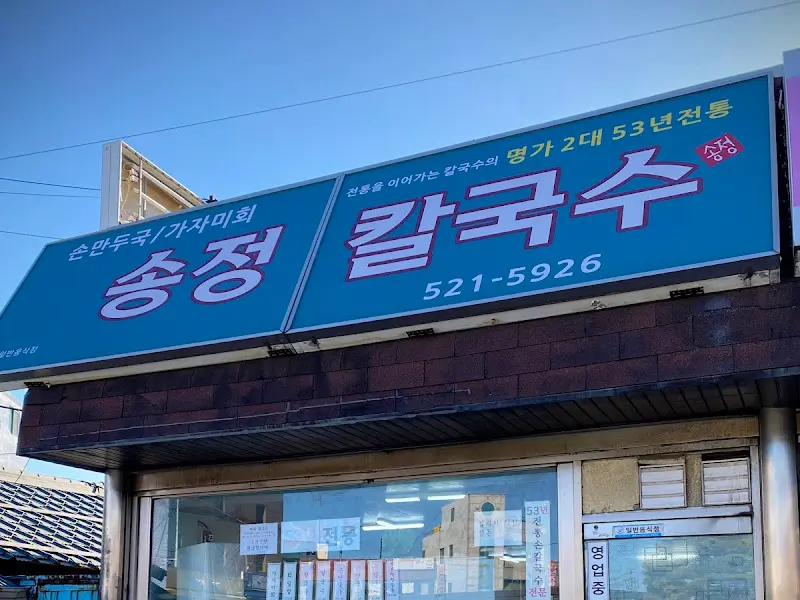 손만두국/가자미회
송정
일반음식점
전통을 이어가는 칼국수의 명가 2대 53년전통
칼국수
송정
521-5926
전통
53년
전통손칼국수
전문
일반음식점
영업중